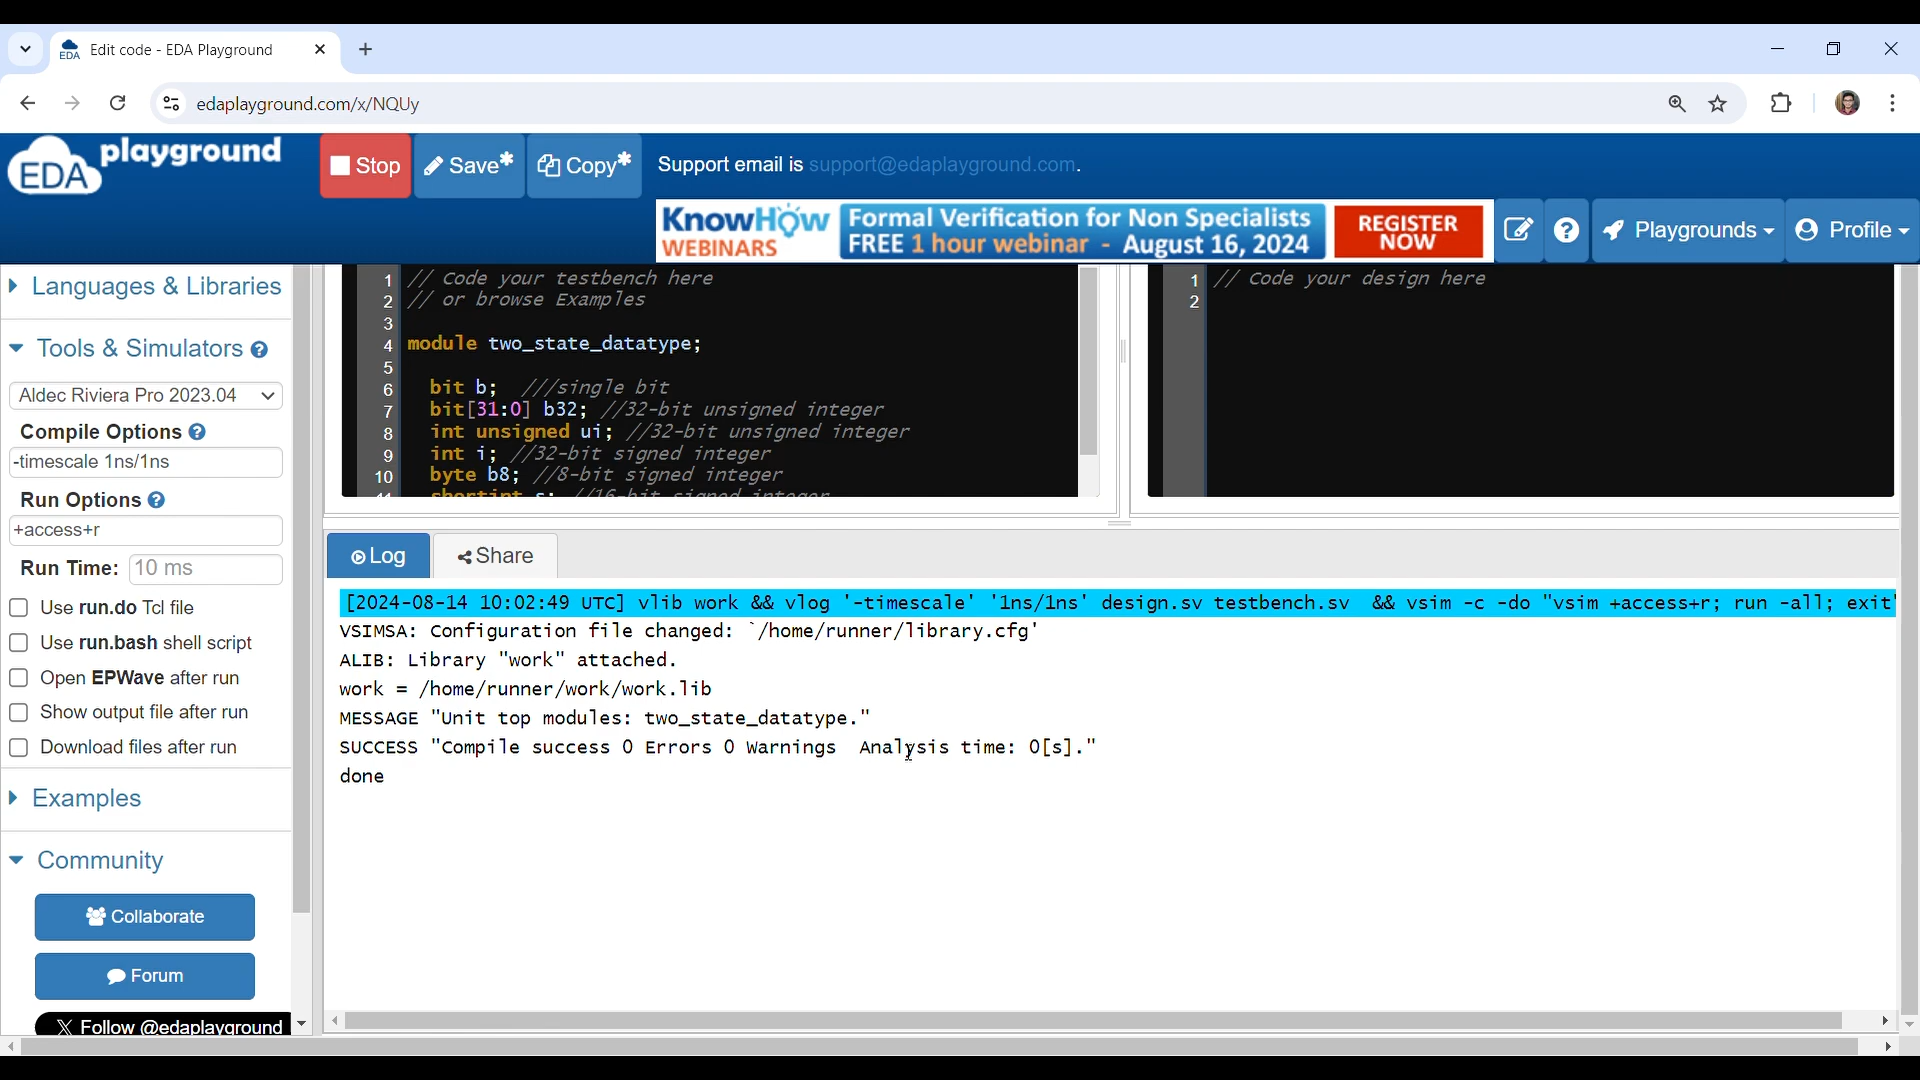 Edit code - EDA Playground
edaplayground.com/x/NQUy
EDA playground
Stop
Save*
Copy*
Support email is support@edaplayground.com.
KnowHow WEBINARS
Formal Verification for Non Specialists
FREE 1 hour webinar - August 16, 2024
REGISTER NOW
Playgrounds
Profile
Languages & Libraries
Tools & Simulators
Aldec Riviera Pro 2023.04
Compile Options
-timescale 1ns/1ns
Run Options
+access+r
Run Time: 10 ms
Use run.do Tcl file
Use run.bash shell script
Open EPWave after run
Show output file after run
Download files after run
Examples
Community
Collaborate
Forum
Follow @edaplayground
1 // Code your testbench here
2 // or browse Examples
3
4 module two_state_datatype;
5
6 bit b; ///single bit
7 bit[31:0] b32; //32-bit unsigned integer
8 int unsigned ui; //32-bit unsigned integer
9 int i; //32-bit signed integer
10 byte b8; //8-bit signed integer
11 shortint s; //16-bit signed integer
1 // Code your design here
2
Log
Share
[2024-08-14 10:02:49 UTC] vlib work && vlog '-timescale' '1ns/1ns' design.sv testbench.sv && vsim -c -do "vsim +access+r; run -all; exit"
VSIMSA: Configuration file changed: `/home/runner/library.cfg'
ALIB: Library "work" attached.
work = /home/runner/work/work.lib
MESSAGE "Unit top modules: two_state_datatype."
SUCCESS "Compile success 0 Errors 0 Warnings  Analysis time: 0[s]."
done